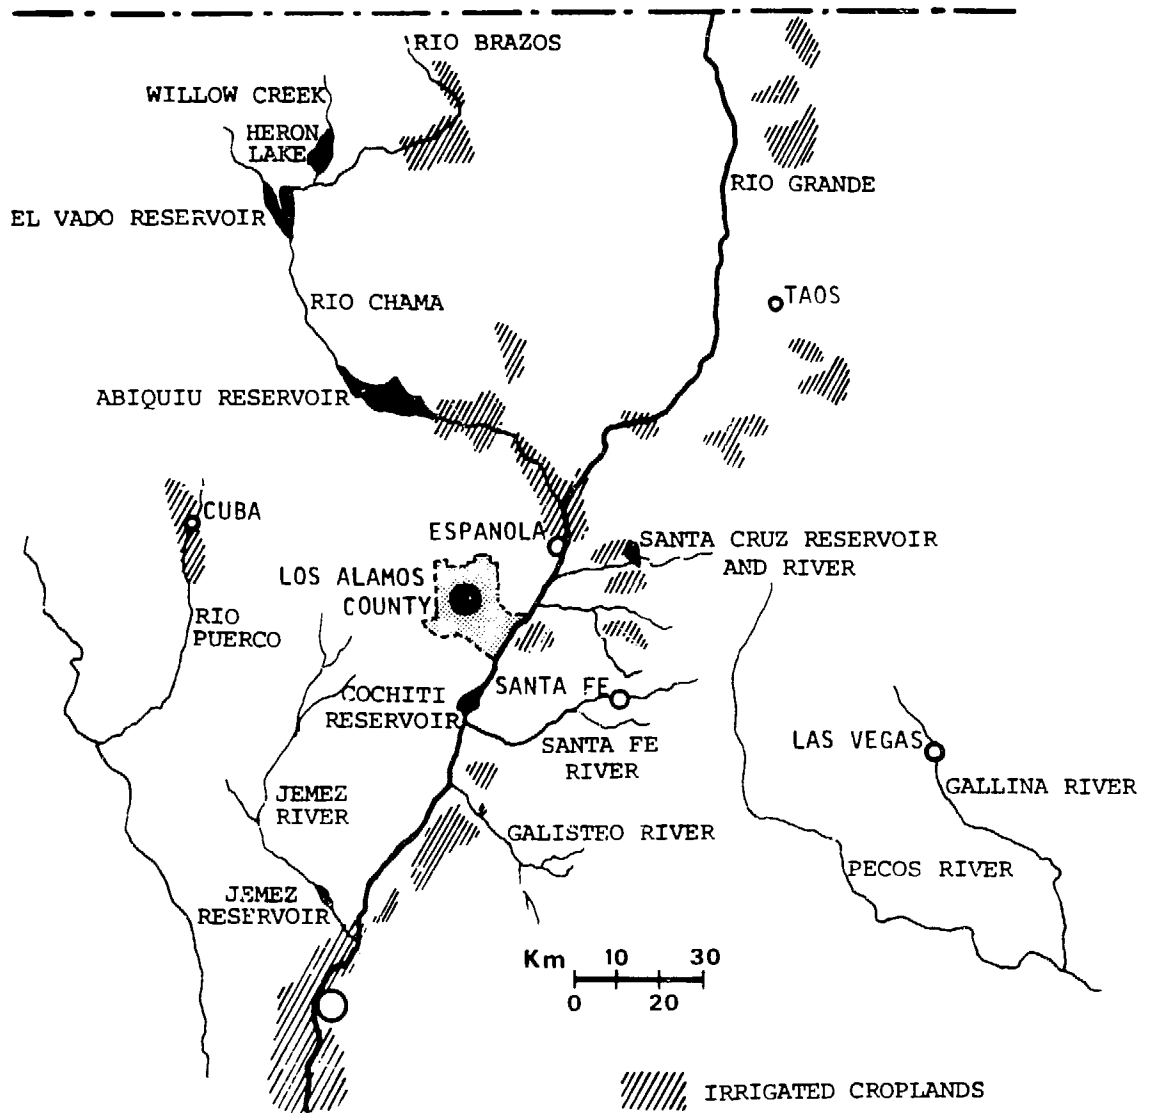 RIO BRAZOS
WILLOW CREEK
HERON
LAKE
RIO GRANDE
EL VADO RESERVOIR
TAOS
RIO CHAMA
ABIQUIU RESERVOIR
CUBA
ESPANOLA
SANTA CRUZ RESERVOIR
AND RIVER
LOS ALAMOS
COUNTY
RIO
PUERCO
COCHITI
RESERVOIR
SANTA FE
SANTA FE
RIVER
LAS VEGAS
GALLINA RIVER
JEMEZ
RIVER
GALISTEO RIVER
PECOS RIVER
JEMEZ
RESERVOIR
Km 10 30
0 20
IRRIGATED CROPLANDS